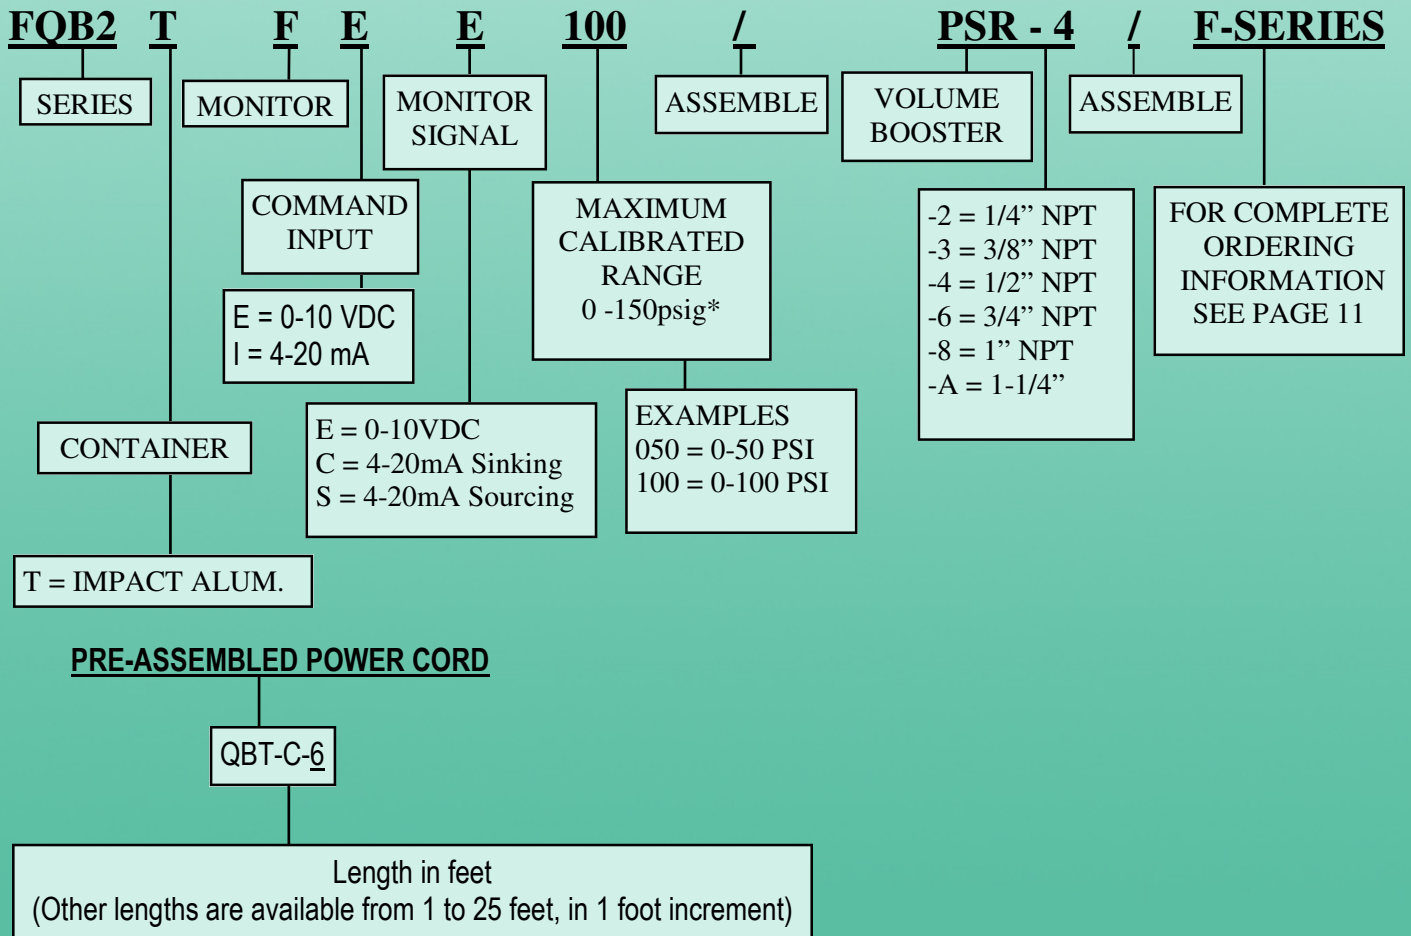 FQB2 T F E E 100 / PSR - 4 / F-SERIES
SERIES
MONITOR
MONITOR
SIGNAL
ASSEMBLE
VOLUME
BOOSTER
ASSEMBLE
COMMAND
INPUT
E = 0-10 VDC
I = 4-20 mA
MAXIMUM
CALIBRATED
RANGE
0 -150psig*
-2 = 1/4” NPT
-3 = 3/8” NPT
-4 = 1/2” NPT
-6 = 3/4” NPT
-8 = 1” NPT
-A = 1-1/4”
FOR COMPLETE
ORDERING
INFORMATION
SEE PAGE 11
CONTAINER
E = 0-10VDC
C = 4-20mA Sinking
S = 4-20mA Sourcing
EXAMPLES
050 = 0-50 PSI
100 = 0-100 PSI
T = IMPACT ALUM.
PRE-ASSEMBLED POWER CORD
QBT-C-6
Length in feet
(Other lengths are available from 1 to 25 feet, in 1 foot increment)